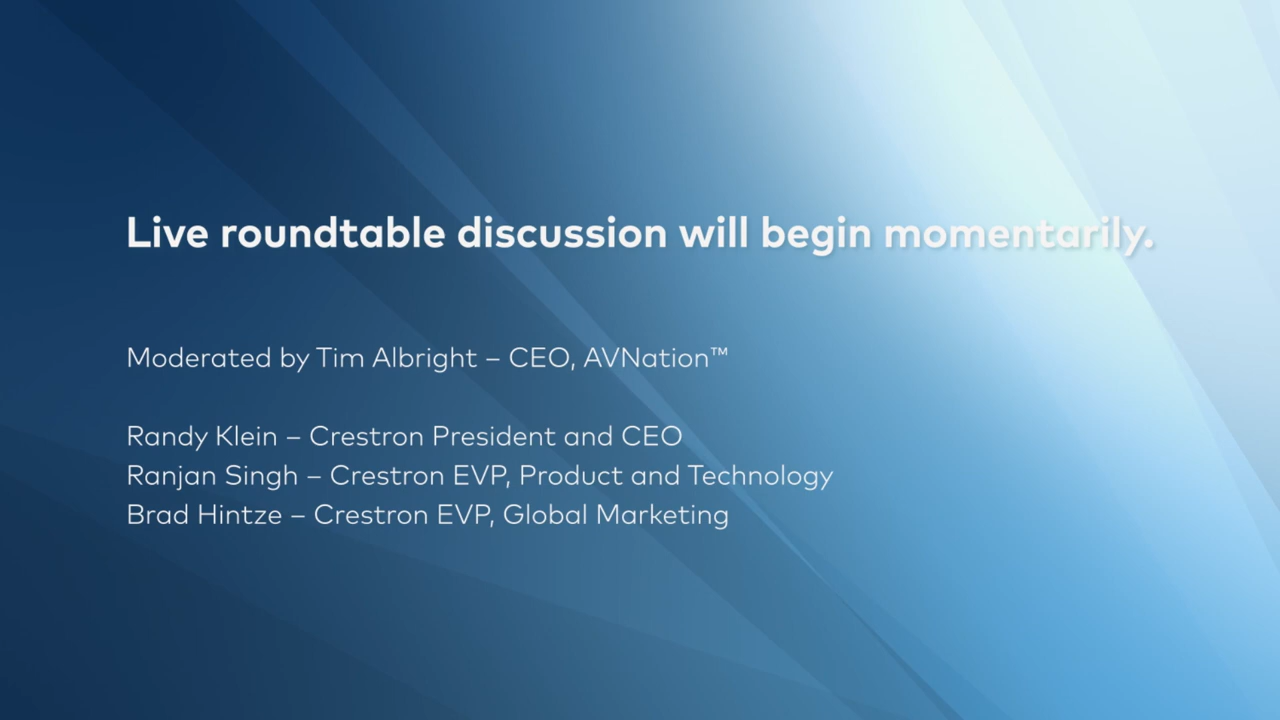 Live roundtable discussion will begin momentarily.
Moderated by Tim Albright – CEO, AVNation™
Randy Klein – Crestron President and CEO
Ranjan Singh – Crestron EVP, Product and Technology
Brad Hintze – Crestron EVP, Global Marketing